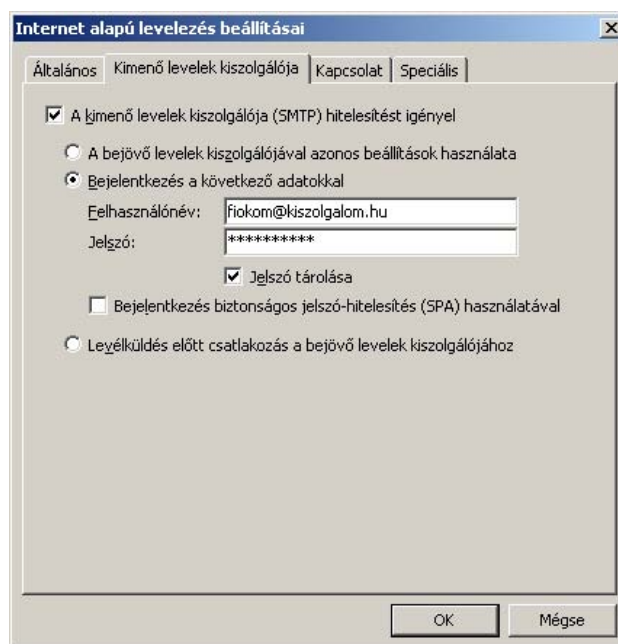 Internet alapú levelezés beállításai
Általános Kimenő levelek kiszolgálója Kapcsolat Speciális
A kimenő levelek kiszolgálója (SMTP) hitelesítést igényel
A bejövő levelek kiszolgálójával azonos beállítások használata
Bejelentkezés a következő adatokkal
Felhasználónév: fiokom@kiszolgalom.hu
Jelszó: **********
Jelszó tárolása
Bejelentkezés biztonságos jelszó-hitelesítés (SPA) használatával
Levélküldés előtt csatlakozás a bejövő levelek kiszolgálójához
OK Mégse